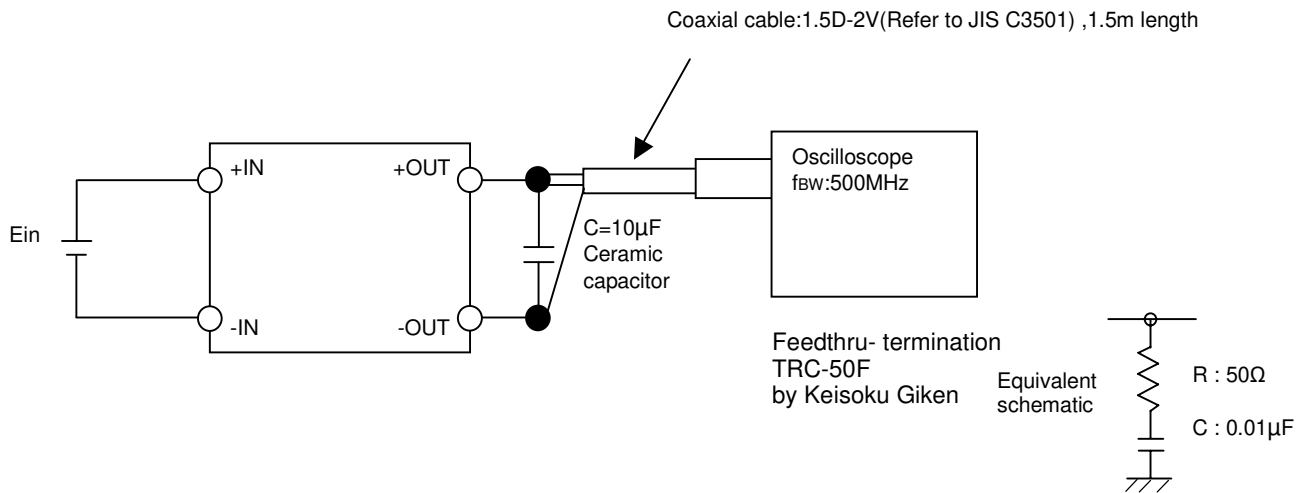 Coaxial cable:1.5D-2V(Refer to JIS C3501) ,1.5m length
+IN
+OUT
Oscilloscope
fBW:500MHz
Ein
C=10μF
Ceramic
capacitor
-IN
-OUT
Feedthru- termination
TRC-50F
by Keisoku Giken
Equivalent
schematic
R : 50Ω
C : 0.01μF